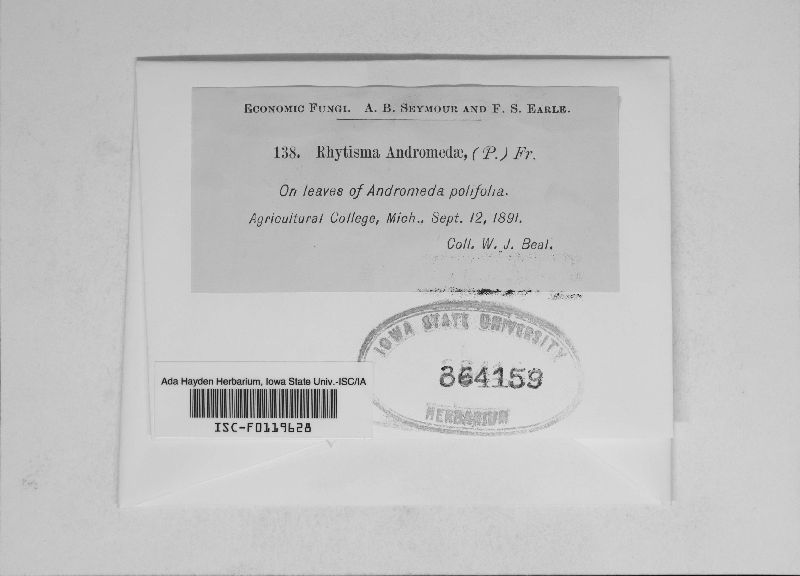 Economic Fungi. A. B. Seymour and F. S. Earle.
138. Rhytisma Andromedæ, (P.) Fr.
On leaves of Andromeda polifolia.
Agricultural College, Mich., Sept. 12, 1891.
Coll. W. J. Beal.
IOWA STATE UNIVERSITY
864159
HERBARIUM
Ada Hayden Herbarium, Iowa State Univ.-ISC/IA
ISC-F0119628